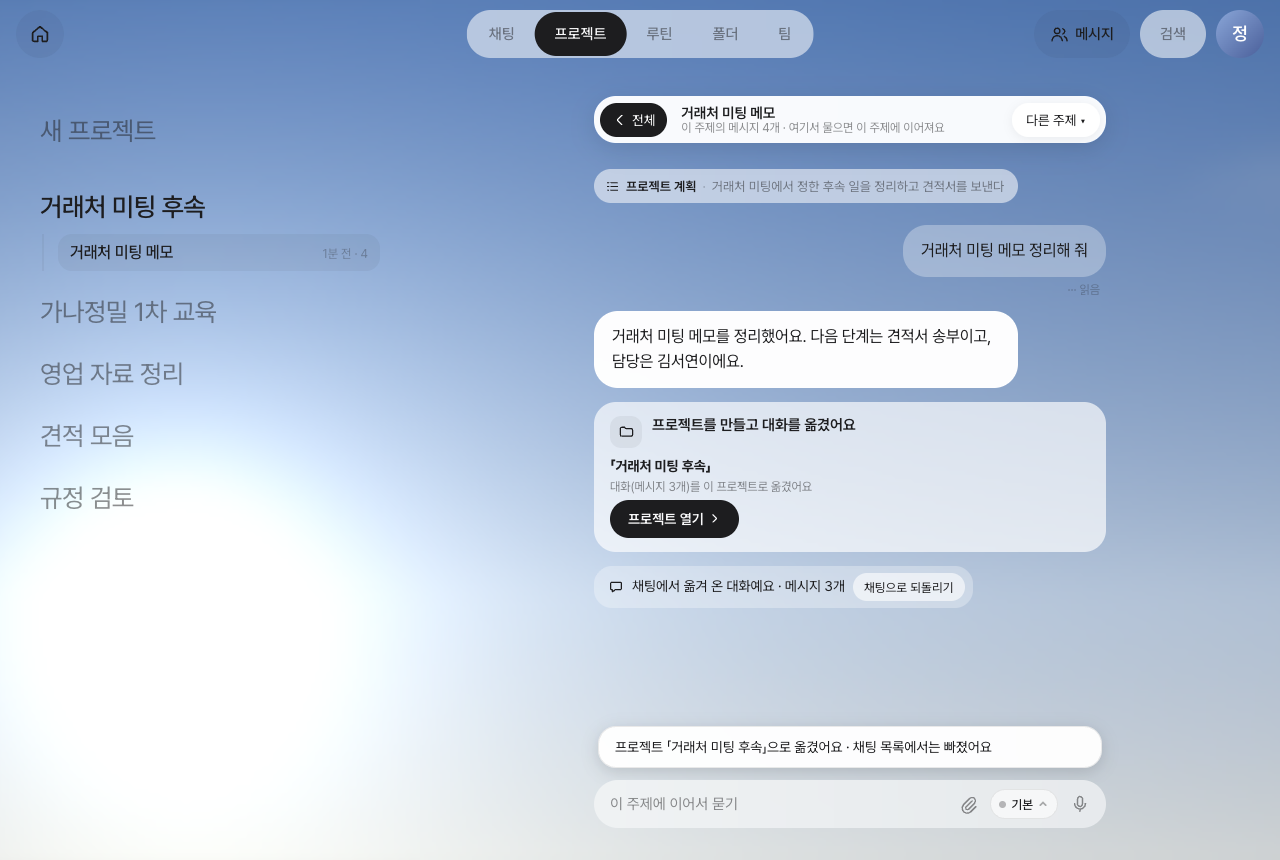 채팅
프로젝트
루틴
폴더
팀
메시지
검색
정
새 프로젝트
거래처 미팅 후속
거래처 미팅 메모
1분 전 · 4
가나정밀 1차 교육
영업 자료 정리
견적 모음
규정 검토
전체
거래처 미팅 메모
이 주제의 메시지 4개 · 여기서 물으면 이 주제에 이어져요
다른 주제 ▾
프로젝트 계획 · 거래처 미팅에서 정한 후속 일을 정리하고 견적서를 보낸다
거래처 미팅 메모 정리해 줘
─ 읽음
거래처 미팅 메모를 정리했어요. 다음 단계는 견적서 송부이고,
담당은 김서연이에요.
프로젝트를 만들고 대화를 옮겼어요
「거래처 미팅 후속」
대화(메시지 3개)를 이 프로젝트로 옮겼어요
프로젝트 열기
채팅에서 옮겨 온 대화예요 · 메시지 3개
채팅으로 되돌리기
프로젝트 「거래처 미팅 후속」으로 옮겼어요 · 채팅 목록에서는 빠졌어요
이 주제에 이어서 묻기
기본